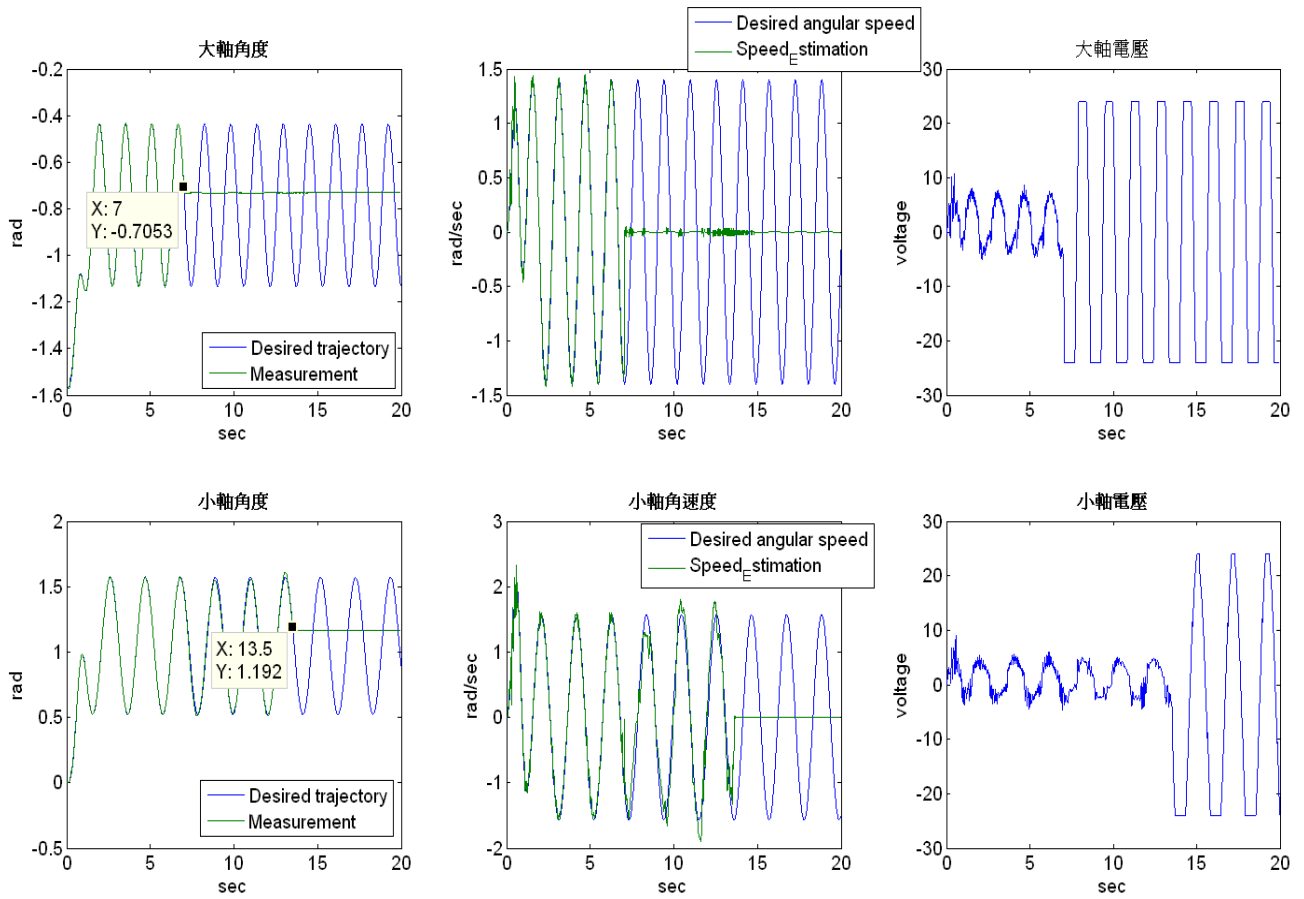 大軸角度
-0.2
-0.4
-0.6
-0.8
-1
-1.2
-1.4
-1.6
rad
X: 7
Y: -0.7053
Desired trajectory
Measurement
0
5
10
15
20
sec
Desired angular speed
Speed_Estimation
1.5
1
0.5
0
-0.5
-1
-1.5
rad/sec
0
5
10
15
20
sec
大軸電壓
30
20
10
0
-10
-20
-30
voltage
0
5
10
15
20
sec
小軸角度
2
1.5
1
0.5
0
-0.5
rad
X: 13.5
Y: 1.192
Desired trajectory
Measurement
0
5
10
15
20
sec
小軸角速度
Desired angular speed
Speed_Estimation
3
2
1
0
-1
-2
rad/sec
0
5
10
15
20
sec
小軸電壓
30
20
10
0
-10
-20
-30
voltage
0
5
10
15
20
sec